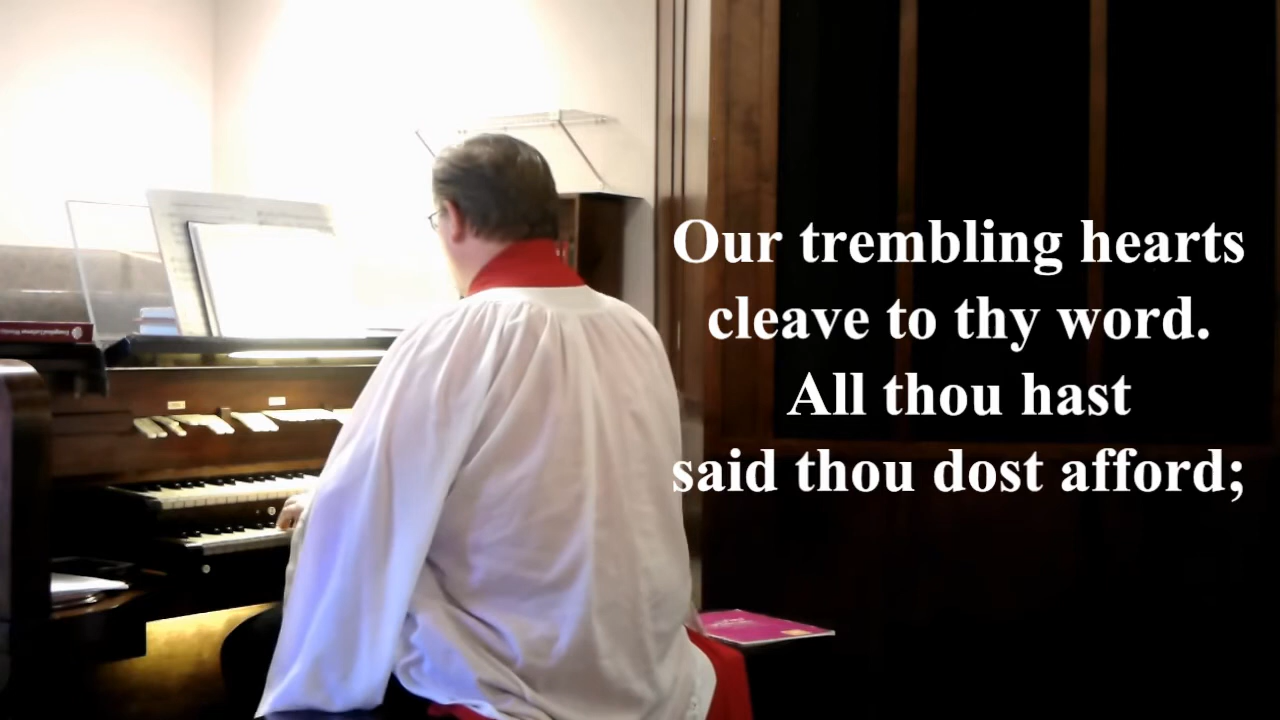 Our trembling hearts
cleave to thy word.
All thou hast
said thou dost afford;